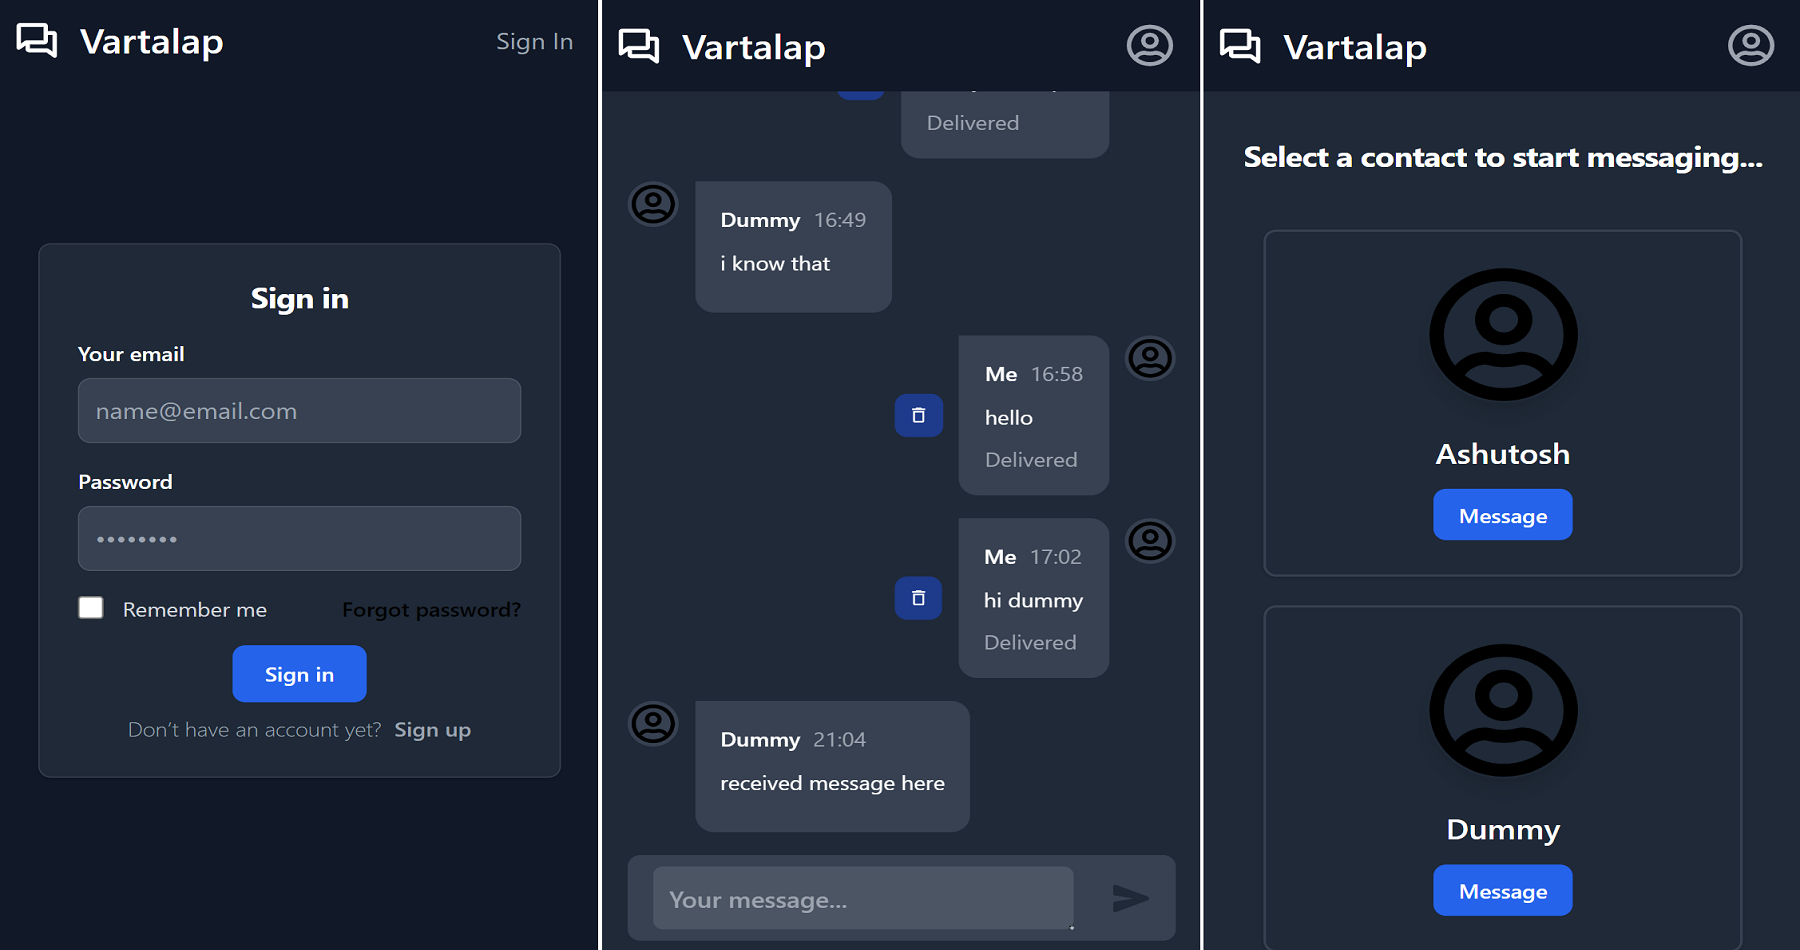 Vartalap
Sign In
Sign in
Your email
name@email.com
Password
••••••••
Remember me
Forgot password?
Sign in
Don't have an account yet? Sign up
Vartalap
Delivered
Dummy 16:49
i know that
Me 16:58
hello
Delivered
Me 17:02
hi dummy
Delivered
Dummy 21:04
received message here
Your message...
Vartalap
Select a contact to start messaging...
Ashutosh
Message
Dummy
Message